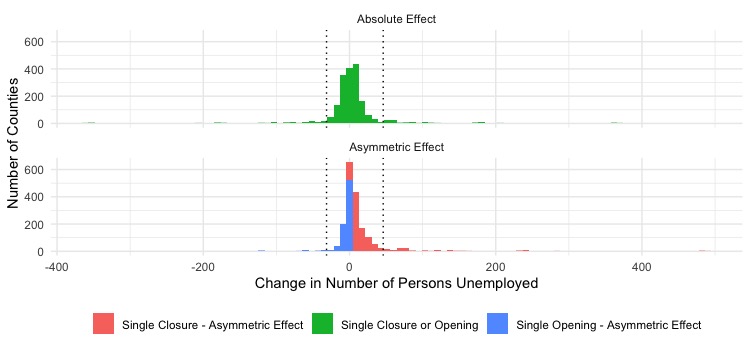 Absolute Effect
600
400
200
0
Asymmetric Effect
600
400
200
0
Number of Counties
-400 -200 0 200 400
Change in Number of Persons Unemployed
Single Closure - Asymmetric Effect Single Closure or Opening Single Opening - Asymmetric Effect